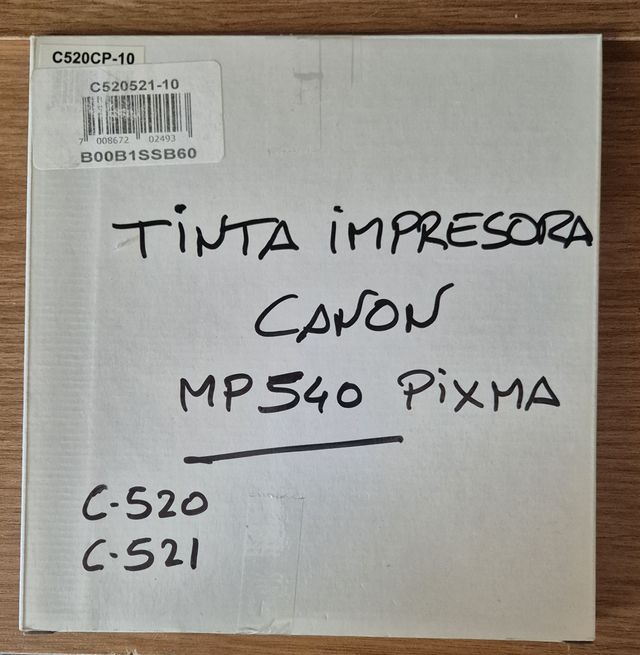 C520CP-10
C520521-10
7 008672 02493
B00B1SSB60
TiNTA iMPRESORA
CANON
MP540 PiXMA
C-520
C-521